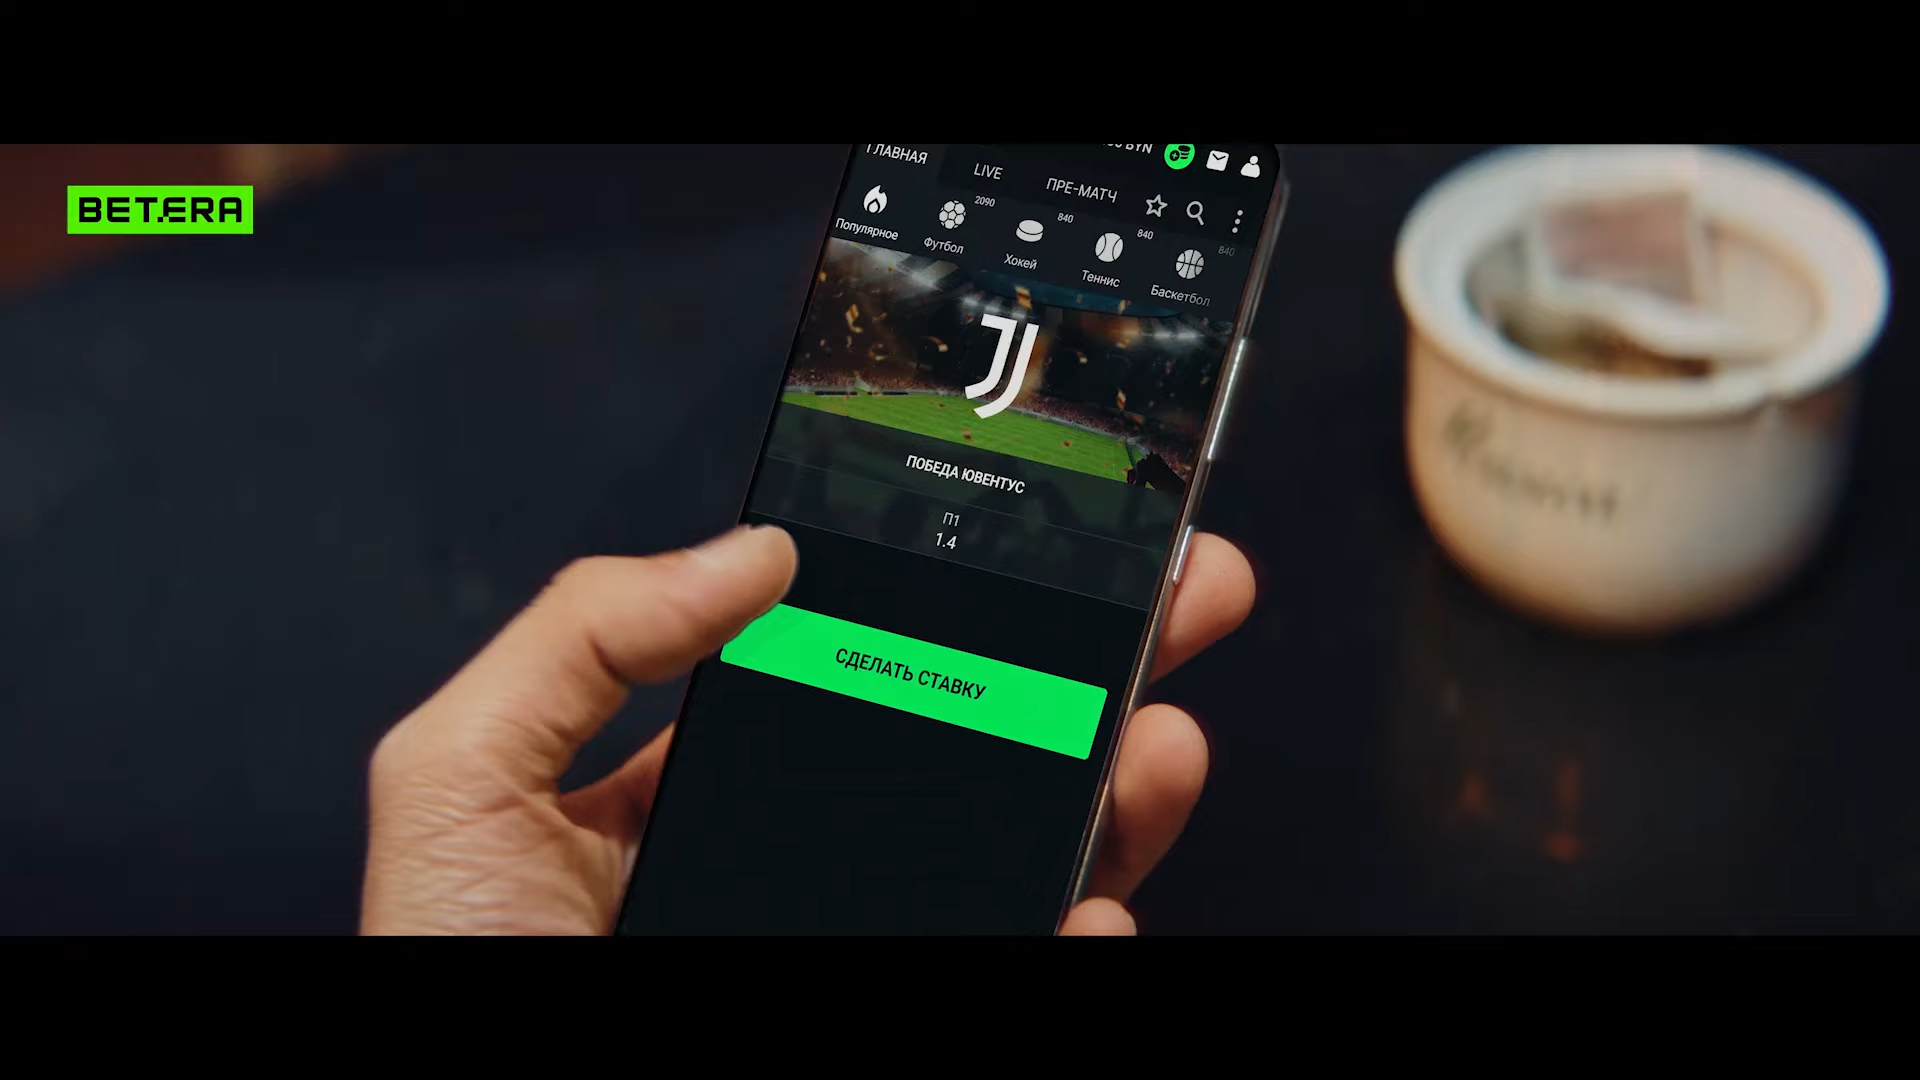 BETERA
ГЛАВНАЯ
LIVE
ПРЕ-МАТЧ
BYN
Популярное
2090
Футбол
840
Хокей
840
Теннис
840
Баскетбол
ПОБЕДА ЮВЕНТУС
П1
1.4
СДЕЛАТЬ СТАВКУ